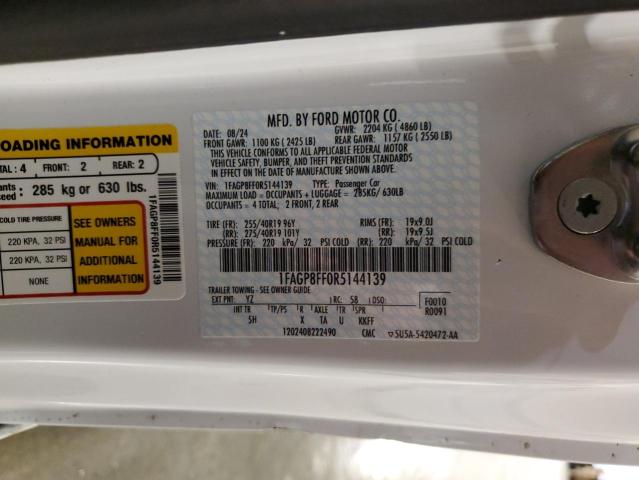 OADING INFORMATION
TAL: 4 FRONT: 2 REAR: 2
ants
eed: 285 kg or 630 lbs.
COLD TIRE PRESSURE
220 KPA, 32 PSI
220 KPA, 32 PSI
NONE
SEE OWNERS
MANUAL FOR
ADDITIONAL
INFORMATION
1FAGP8FF0R5144139
MFD. BY FORD MOTOR CO.
DATE: 08/24 GVWR: 2204 KG ( 4860 LB)
FRONT GAWR: 1100 KG ( 2425 LB) REAR GAWR: 1157 KG ( 2550 LB)
THIS VEHICLE CONFORMS TO ALL APPLICABLE FEDERAL MOTOR
VEHICLE SAFETY, BUMPER, AND THEFT PREVENTION STANDARDS
IN EFFECT ON THE DATE OF MANUFACTURE SHOWN ABOVE.
VIN: 1FAGP8FF0R5144139 TYPE: Passenger Car
MAXIMUM LOAD = OCCUPANTS + LUGGAGE = 285KG/ 630LB
OCCUPANTS = 4 TOTAL: 2 FRONT, 2 REAR
TIRE (FR): 255/40R19 96Y RIMS (FR): 19x9.0J
(RR): 275/40R19 101Y (RR): 19x9.5J
PRESSURE (FR): 220 kPa/ 32 PSI COLD (RR): 220 kPa/ 32 PSI COLD
1FAGP8FF0R5144139
TRAILER TOWING - SEE OWNER GUIDE
EXT PNT: YZ RC: 58 DSO: F0010
R0091
INT TR TP/PS R AXLE TR SPR
5H X TA U KKFF
1202408222490 CMC ▽5U5A-5420472-AA